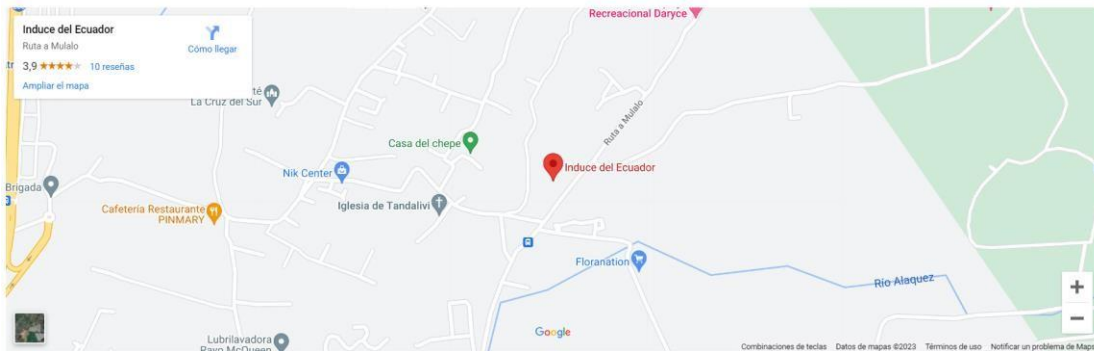 Recreacional Daryce
Induce del Ecuador
Ruta a Mulalo
Cómo llegar
3,9
10 reseñas
Ampliar el mapa
La Cruz del Sur
Casa del chepe
Ruta a Mulalo
Induce del Ecuador
Nik Center
Brigada
Iglesia de Tandalivi
Cafetería Restaurante
PINMARY
Floranation
Río Alaquez
Google
Lubrilavadora
Rayo McQueen
Combinaciones de teclas
Datos de mapas ©2023
Términos de uso
Notificar un problema de Maps